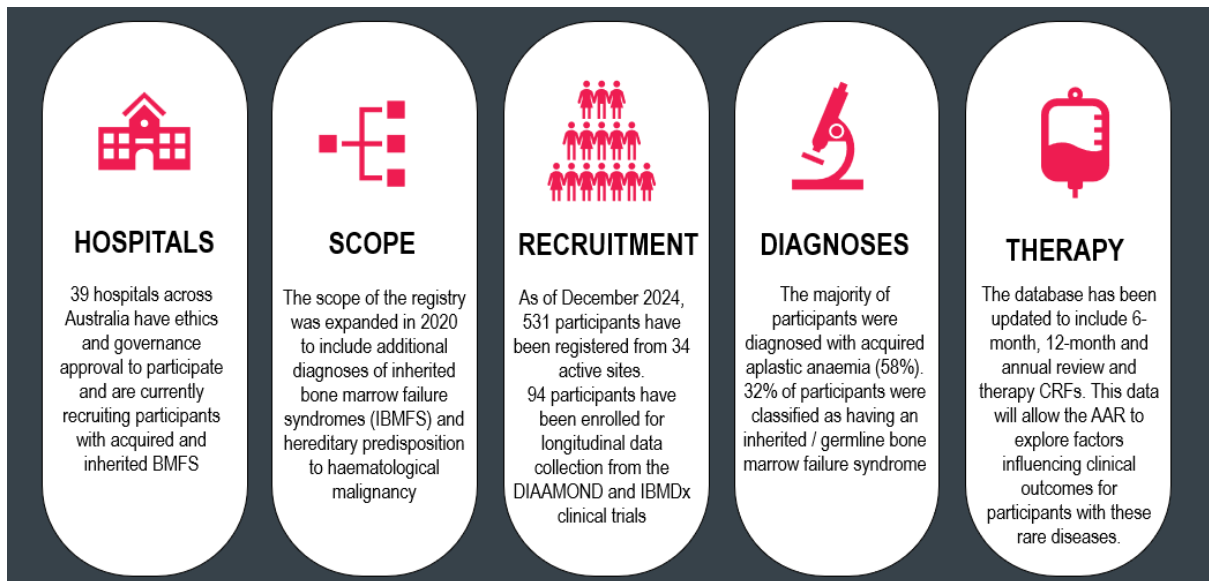 HOSPITALS
39 hospitals across
Australia have ethics
and governance
approval to participate
and are currently
recruiting participants
with acquired and
inherited BMFS
SCOPE
The scope of the registry
was expanded in 2020
to include additional
diagnoses of inherited
bone marrow failure
syndromes (IBMFS) and
hereditary predisposition
to haematological
malignancy
RECRUITMENT
As of December 2024,
531 participants have
been registered from 34
active sites.
94 participants have
been enrolled for
longitudinal data
collection from the
DIAAMOND and IBMDx
clinical trials
DIAGNOSES
The majority of
participants were
diagnosed with acquired
aplastic anaemia (58%).
32% of participants were
classified as having an
inherited / germline bone
marrow failure syndrome
THERAPY
The database has been
updated to include 6-
month, 12-month and
annual review and
therapy CRFs. This data
will allow the AAR to
explore factors
influencing clinical
outcomes for
participants with these
rare diseases.